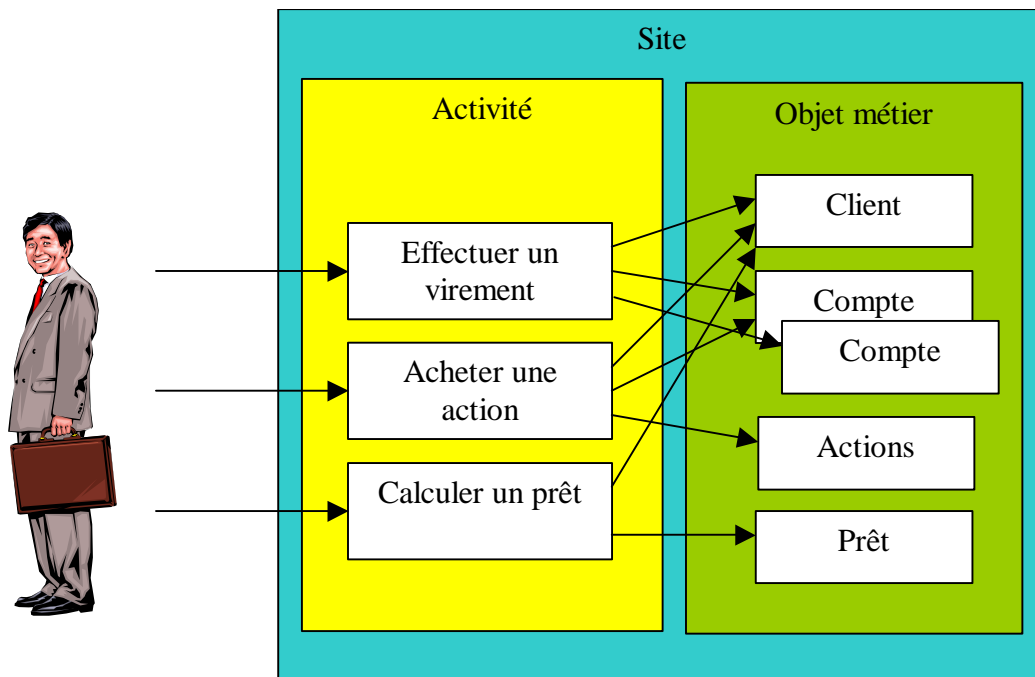 Site
Activité
Effectuer un
virement
Acheter une
action
Calculer un prêt
Objet métier
Client
Compte
Compte
Actions
Prêt